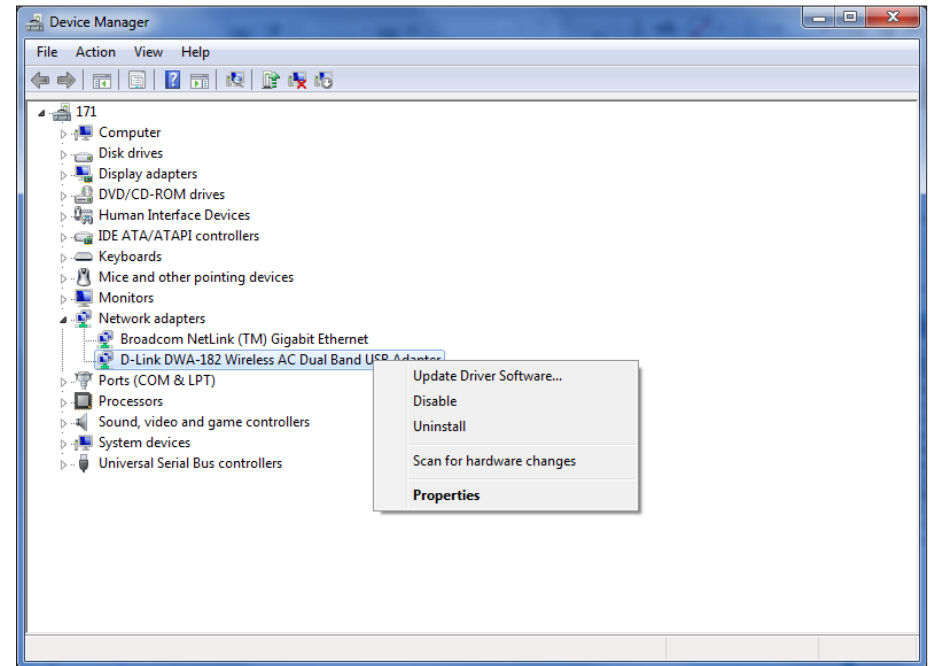 Device Manager
File Action View Help
171
Computer
Disk drives
Display adapters
DVD/CD-ROM drives
Human Interface Devices
IDE ATA/ATAPI controllers
Keyboards
Mice and other pointing devices
Monitors
Network adapters
Broadcom NetLink (TM) Gigabit Ethernet
D-Link DWA-182 Wireless AC Dual Band USB Adapter
Ports (COM & LPT)
Processors
Sound, video and game controllers
System devices
Universal Serial Bus controllers
Update Driver Software...
Disable
Uninstall
Scan for hardware changes
Properties